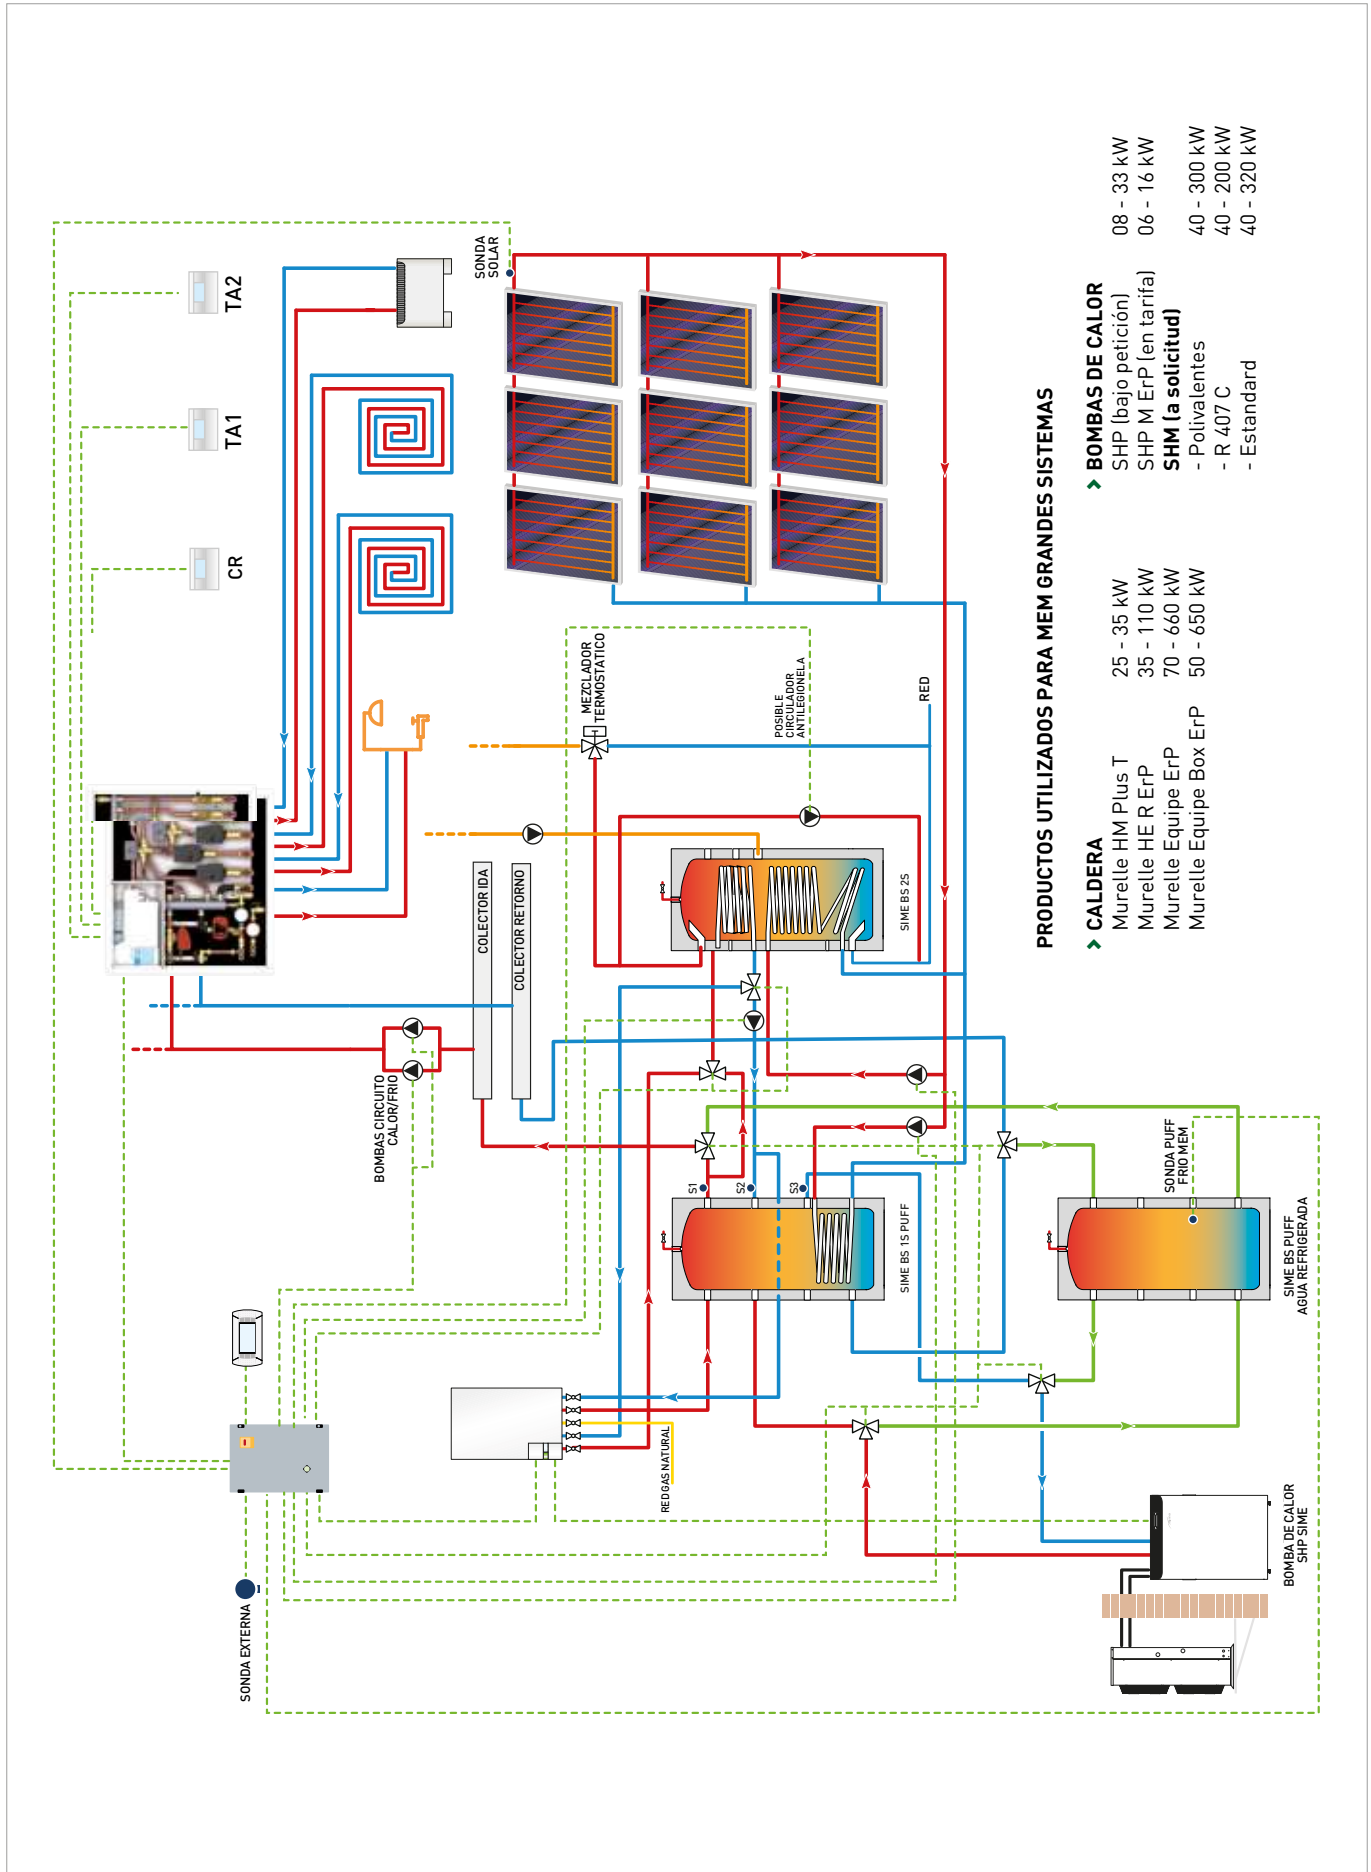 SONDA EXTERNA
BOMBAS CIRCUITO
CALOR/FRIO
COLECTOR IDA
COLECTOR RETORNO
CR
TA1
TA2
SONDA
SOLAR
MEZCLADOR
TERMOSTATICO
POSIBLE
CIRCULADOR
ANTILEGIONELA
RED
SIME BS 2S
RED GAS NATURAL
S1
S2
S3
SIME BS 1S PUFF
SONDA PUFF
FRIO MEM
SIME BS PUFF
AGUA REFRIGERADA
BOMBA DE CALOR
SHP SIME
PRODUCTOS UTILIZADOS PARA MEM GRANDES SISTEMAS
> CALDERA
Murelle HM Plus T 25 - 35 kW
Murelle HE R ErP 35 - 110 kW
Murelle Equipe ErP 70 - 660 kW
Murelle Equipe Box ErP 50 - 650 kW
> BOMBAS DE CALOR
SHP (bajo petición) 08 - 33 kW
SHP M ErP (en tarifa) 06 - 16 kW
SHM (a solicitud)
- Polivalentes 40 - 300 kW
- R 407 C 40 - 200 kW
- Estandard 40 - 320 kW